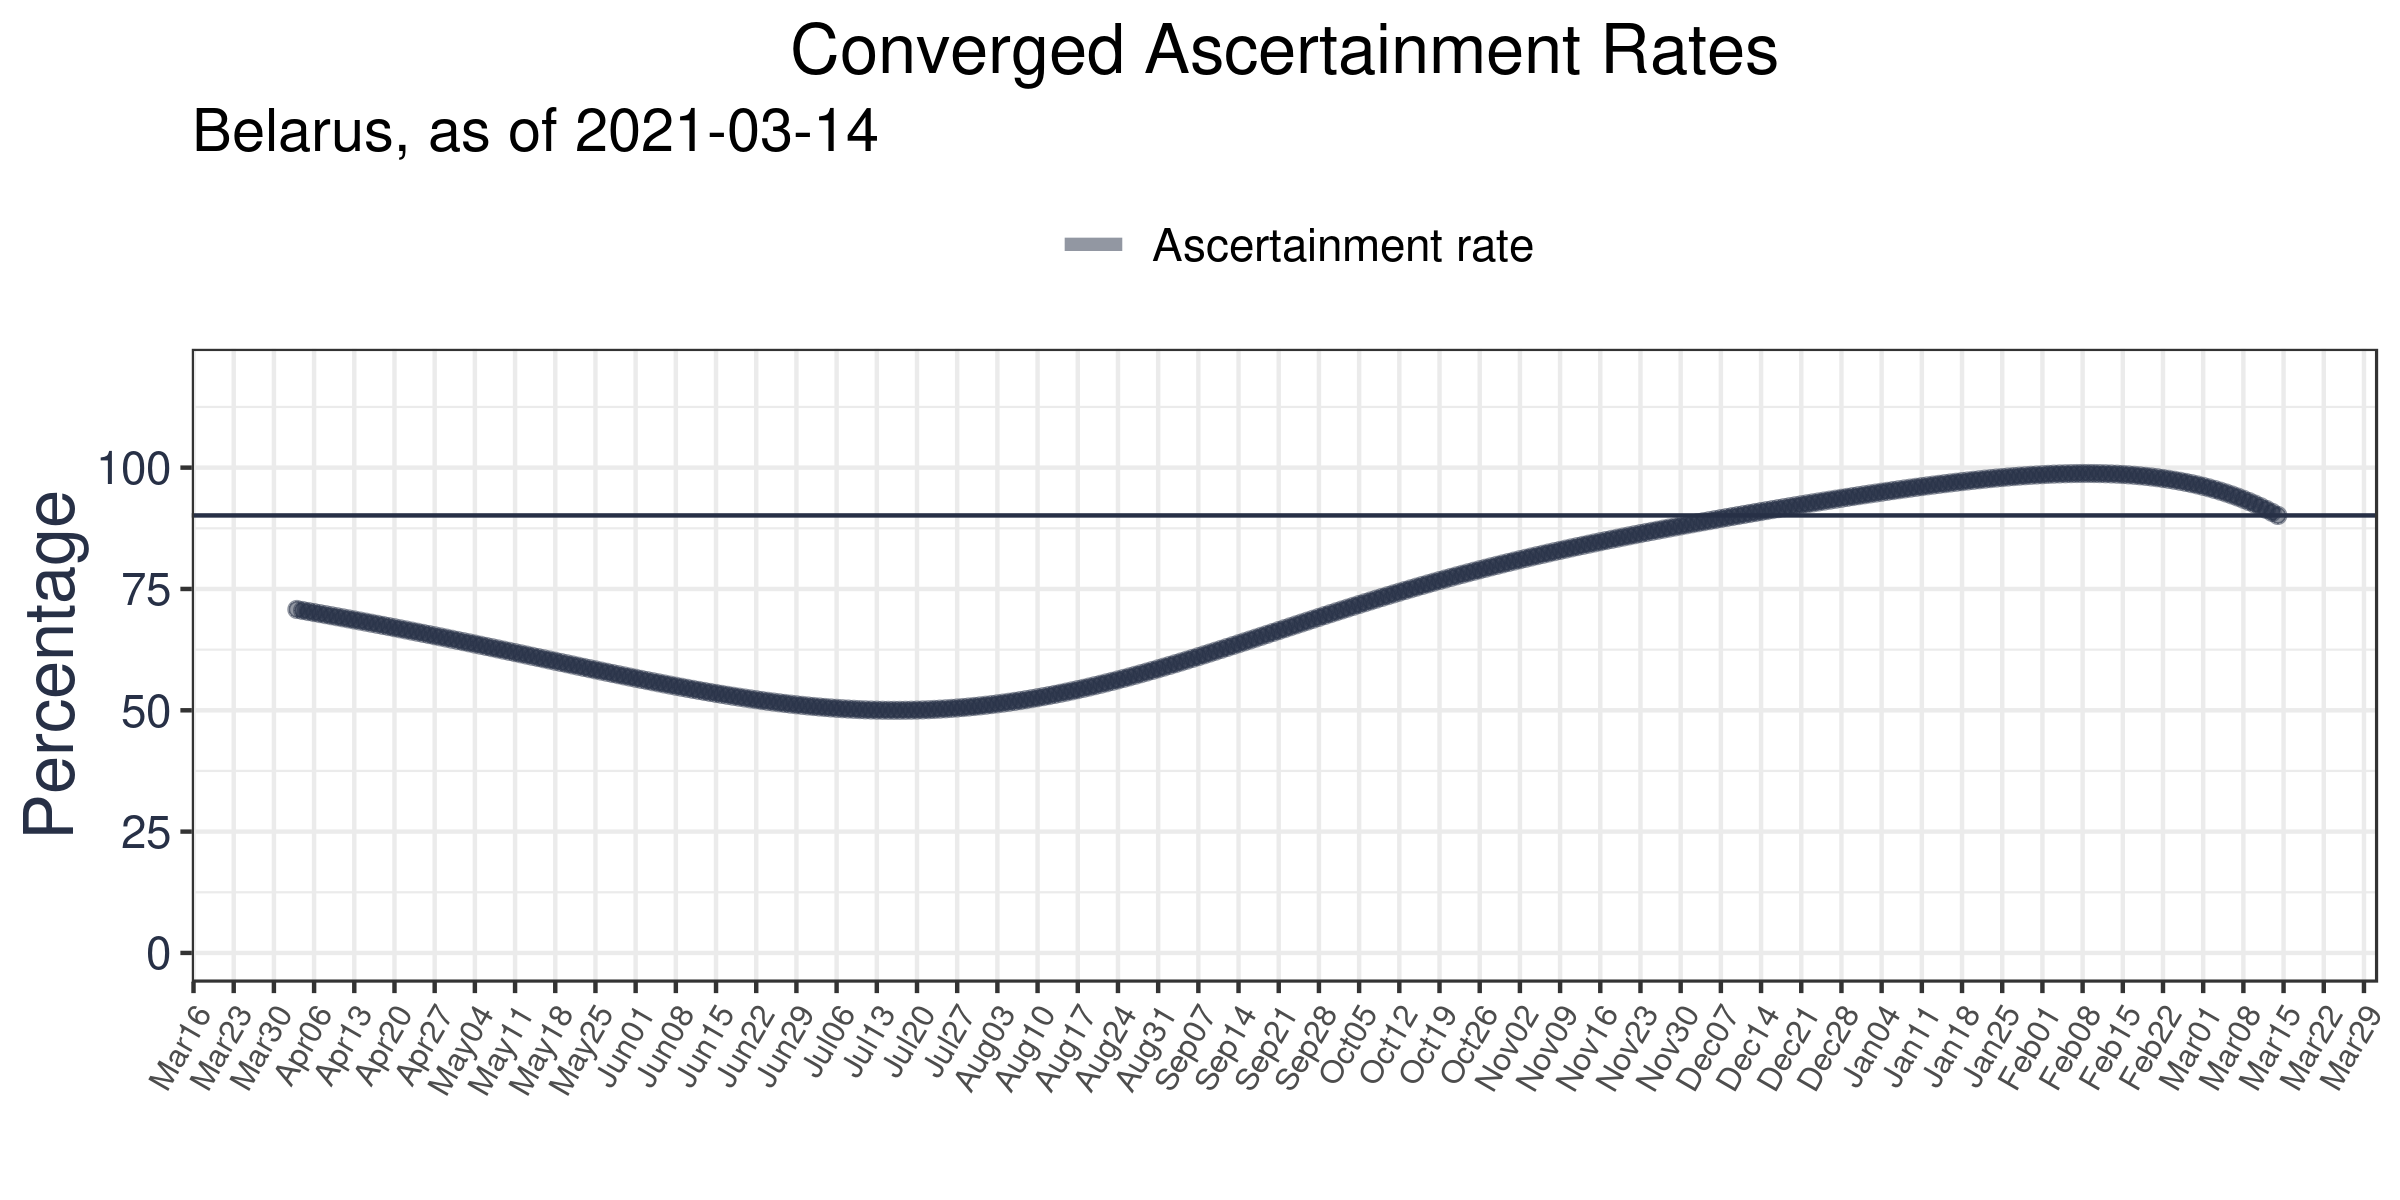 Converged Ascertainment Rates
Belarus, as of 2021-03-14
Ascertainment rate
Percentage
100
75
50
25
0
Mar16
Mar23
Mar30
Apr06
Apr13
Apr20
Apr27
May04
May11
May18
May25
Jun01
Jun08
Jun15
Jun22
Jun29
Jul06
Jul13
Jul20
Jul27
Aug03
Aug10
Aug17
Aug24
Aug31
Sep07
Sep14
Sep21
Sep28
Oct05
Oct12
Oct19
Oct26
Nov02
Nov09
Nov16
Nov23
Nov30
Dec07
Dec14
Dec21
Dec28
Jan04
Jan11
Jan18
Jan25
Feb01
Feb08
Feb15
Feb22
Mar01
Mar08
Mar15
Mar22
Mar29